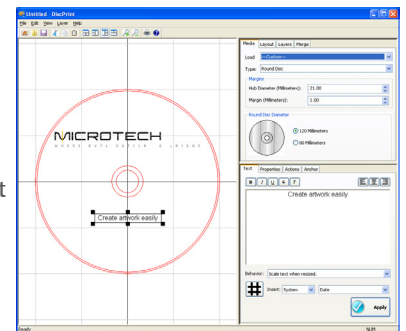 Untitled - DiscPrint
File Edit View Layer Help
Media Layout Layers Merge
Load <<Custom>>
Type: Round Disc
Margins
Hub Diameter (Millimeters): 21.00
Margin (Millimeters): 1.00
Round Disc Diameter
120 Millimeters
80 Millimeters
MICROTECH
t
Create artwork easily
Text Properties Actions Anchor
B I U S F
Create artwork easily
Behavior: Scale text when resized.
Insert: System Date
Apply
Ready
NUM